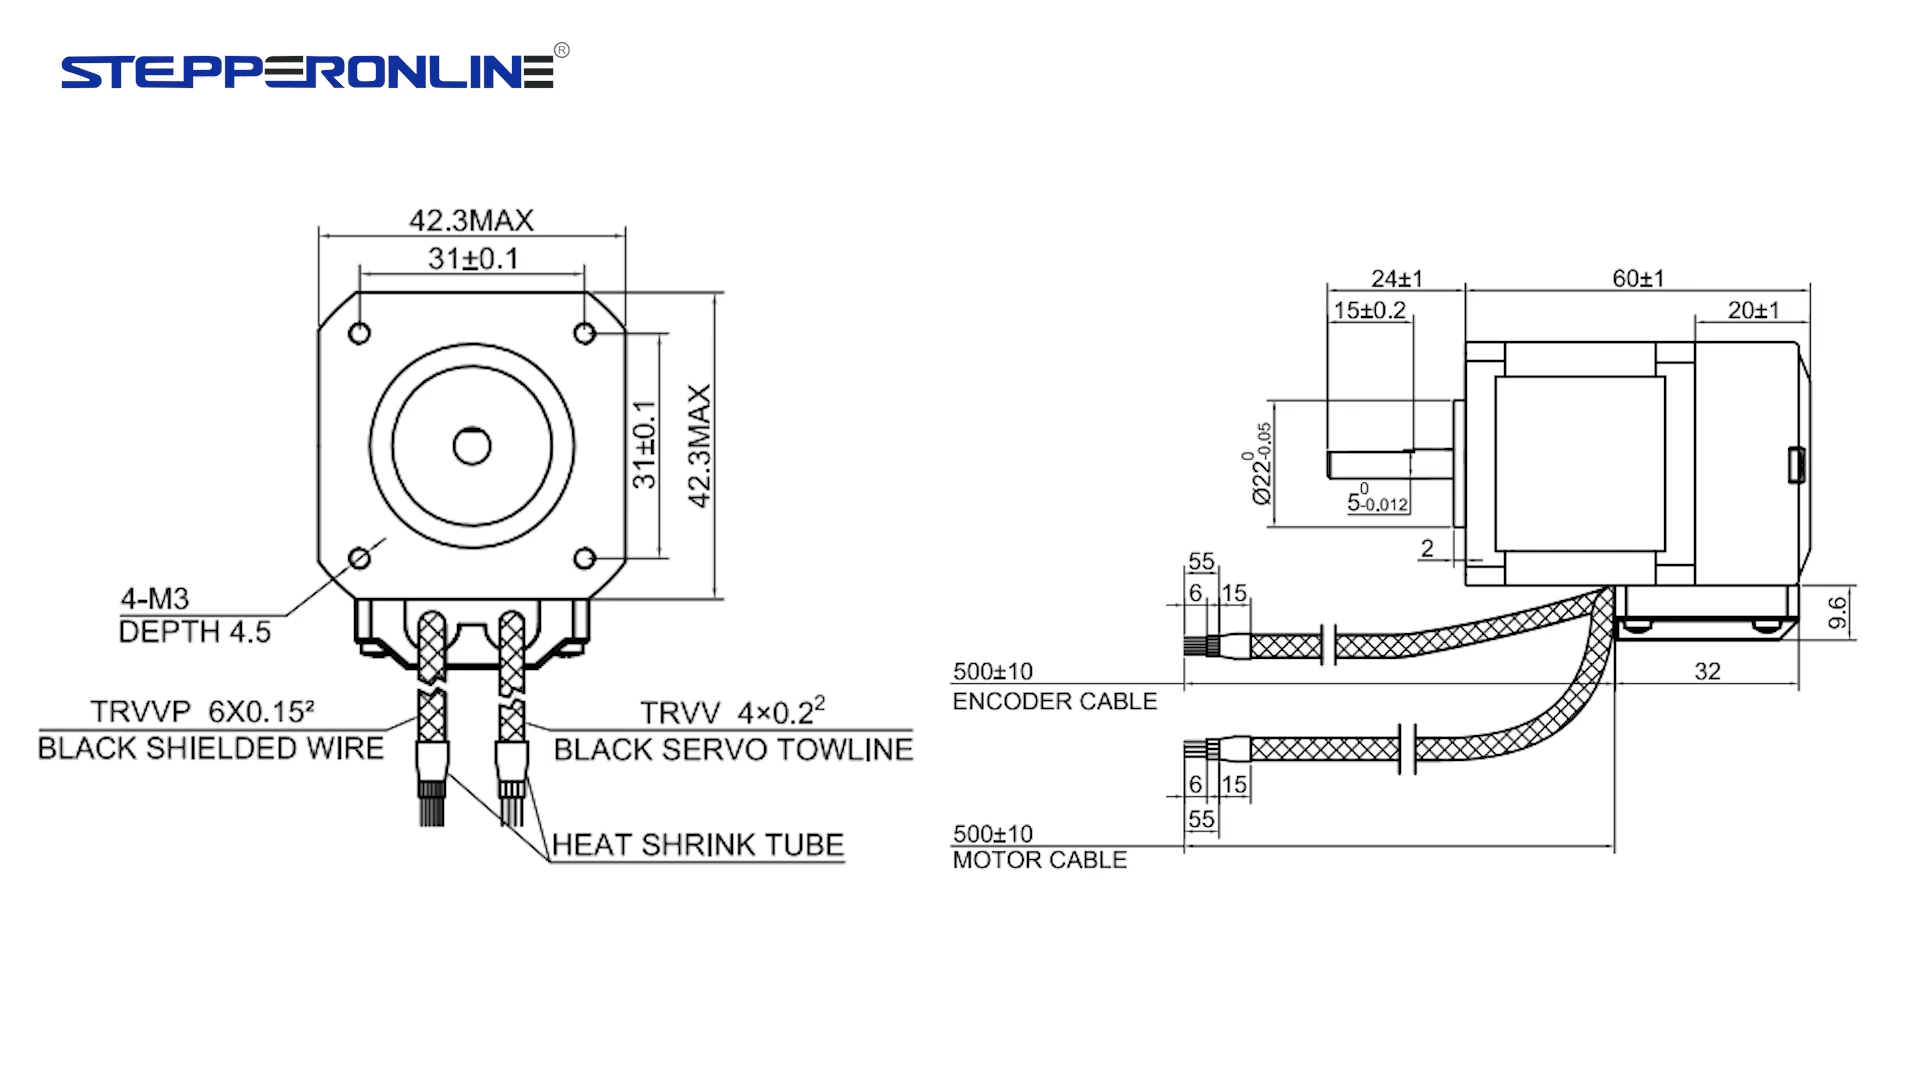 STEPPERONLINE®
42.3MAX
31±0.1
31±0.1
42.3MAX
4-M3
DEPTH 4.5
TRVVP 6X0.15²
BLACK SHIELDED WIRE
TRVV 4×0.2²
BLACK SERVO TOWLINE
HEAT SHRINK TUBE
24±1
60±1
15±0.2
20±1
Ø22 0 -0.05
5 0 -0.012
2
55
6
15
9.6
500±10
ENCODER CABLE
32
6
15
55
500±10
MOTOR CABLE